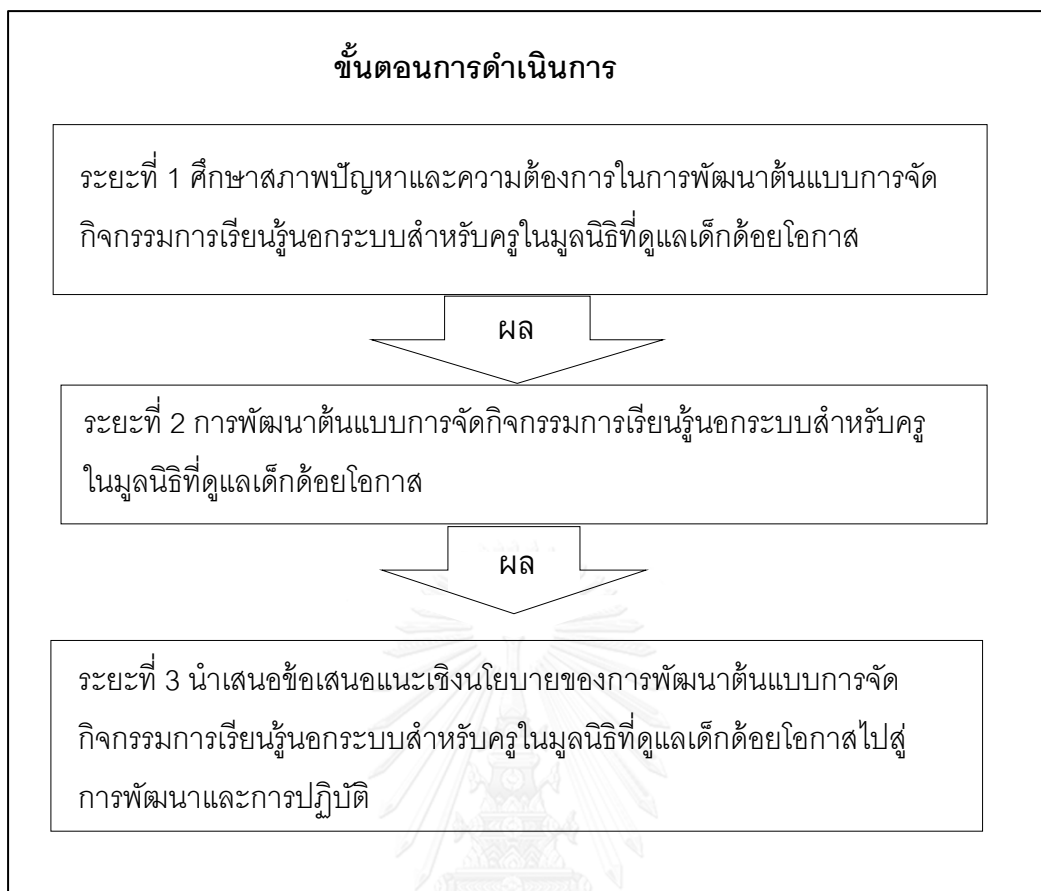 ขั้นตอนการดำเนินการ
ระยะที่ 1 ศึกษาสภาพปัญหาและความต้องการในการพัฒนาต้นแบบการจัด
กิจกรรมการเรียนรู้นอกระบบสำหรับครูในมูลนิธิที่ดูแลเด็กด้อยโอกาส
ผล
ระยะที่ 2 การพัฒนาต้นแบบการจัดกิจกรรมการเรียนรู้นอกระบบสำหรับครู
ในมูลนิธิที่ดูแลเด็กด้อยโอกาส
ผล
ระยะที่ 3 นำเสนอข้อเสนอแนะเชิงนโยบายของการพัฒนาต้นแบบการจัด
กิจกรรมการเรียนรู้นอกระบบสำหรับครูในมูลนิธิที่ดูแลเด็กด้อยโอกาสไปสู่
การพัฒนาและการปฏิบัติ